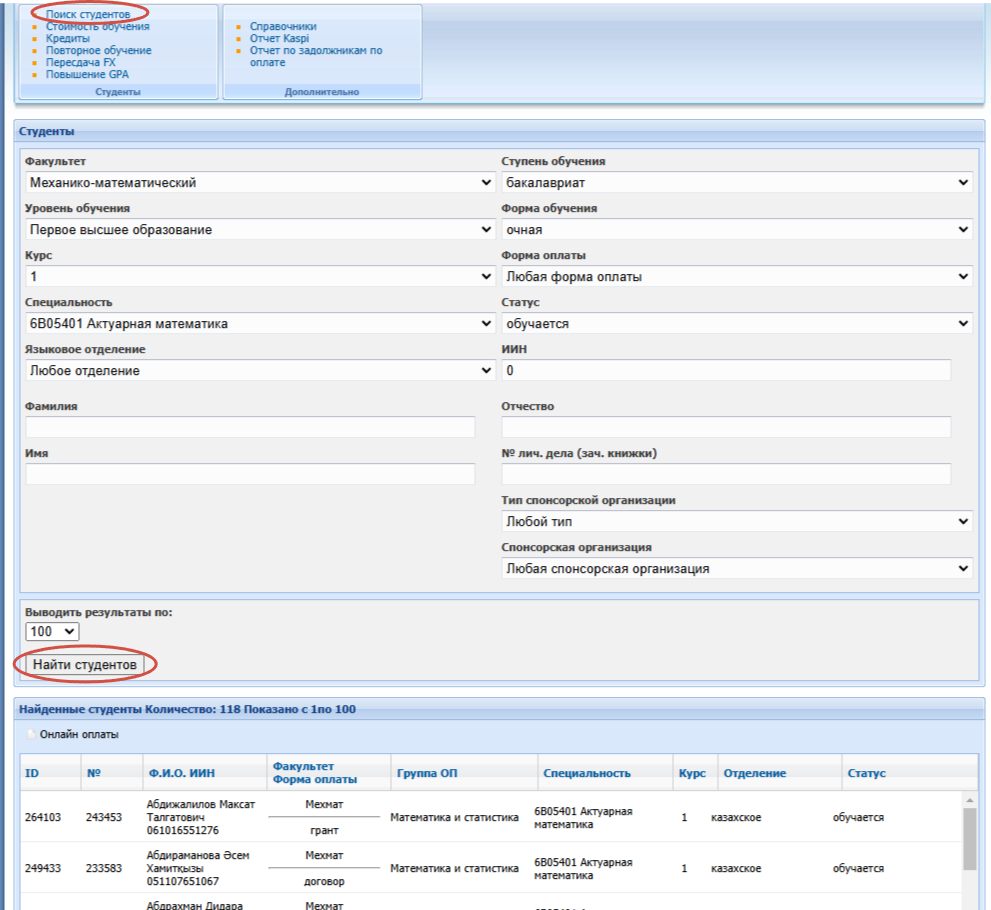 Поиск студентов
Стоимость обучения
Кредиты
Повторное обучение
Пересдача FX
Повышение GPA
Студенты
Справочники
Отчет Kaspi
Отчет по задолжникам по
оплате
Дополнительно
Студенты
Факультет
Механико-математический
Ступень обучения
бакалавриат
Уровень обучения
Первое высшее образование
Форма обучения
очная
Курс
1
Форма оплаты
Любая форма оплаты
Специальность
6B05401 Актуарная математика
Статус
обучается
Языковое отделение
Любое отделение
ИИН
0
Фамилия
Отчество
Имя
№ лич. дела (зач. книжки)
Тип спонсорской организации
Любой тип
Спонсорская организация
Любая спонсорская организация
Выводить результаты по:
100
Найти студентов
Найденные студенты Количество: 118 Показано с 1по 100
Онлайн оплаты
ID № Ф.И.О. ИИН Факультет Форма оплаты Группа ОП Специальность Курс Отделение Статус
264103 243453 Абдижалилов Максат Талгатович 061016551276 Мехмат грант Математика и статистика 6B05401 Актуарная математика 1 казахское обучается
249433 233583 Абдираманова Әсем Хамитқызы 051107651067 Мехмат договор Математика и статистика 6B05401 Актуарная математика 1 казахское обучается
Абдрахман Дидара Мехмат